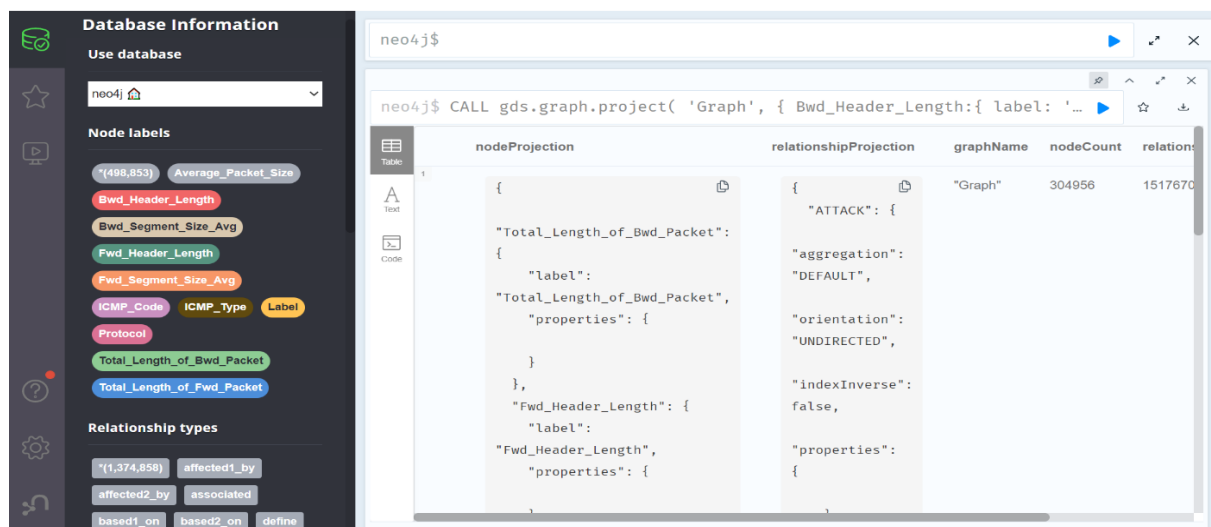 Database Information
Use database
neo4j
Node labels
*(498,853) Average_Packet_Size
Bwd_Header_Length
Bwd_Segment_Size_Avg
Fwd_Header_Length
Fwd_Segment_Size_Avg
ICMP_Code ICMP_Type Label
Protocol
Total_Length_of_Bwd_Packet
Total_Length_of_Fwd_Packet
Relationship types
*(1,374,858) affected1_by
affected2_by associated
based1_on based2_on define
neo4j$
neo4j$ CALL gds.graph.project( 'Graph', { Bwd_Header_Length:{ label: '…
Table
Text
Code
nodeProjection relationshipProjection graphName nodeCount relations
1
{
"Total_Length_of_Bwd_Packet":
{
"label":
"Total_Length_of_Bwd_Packet",
"properties": {
}
},
"Fwd_Header_Length": {
"label":
"Fwd_Header_Length",
"properties": {
{
"ATTACK": {
"aggregation":
"DEFAULT",
"orientation":
"UNDIRECTED",
"indexInverse":
false,
"properties":
{
"Graph" 304956 1517670